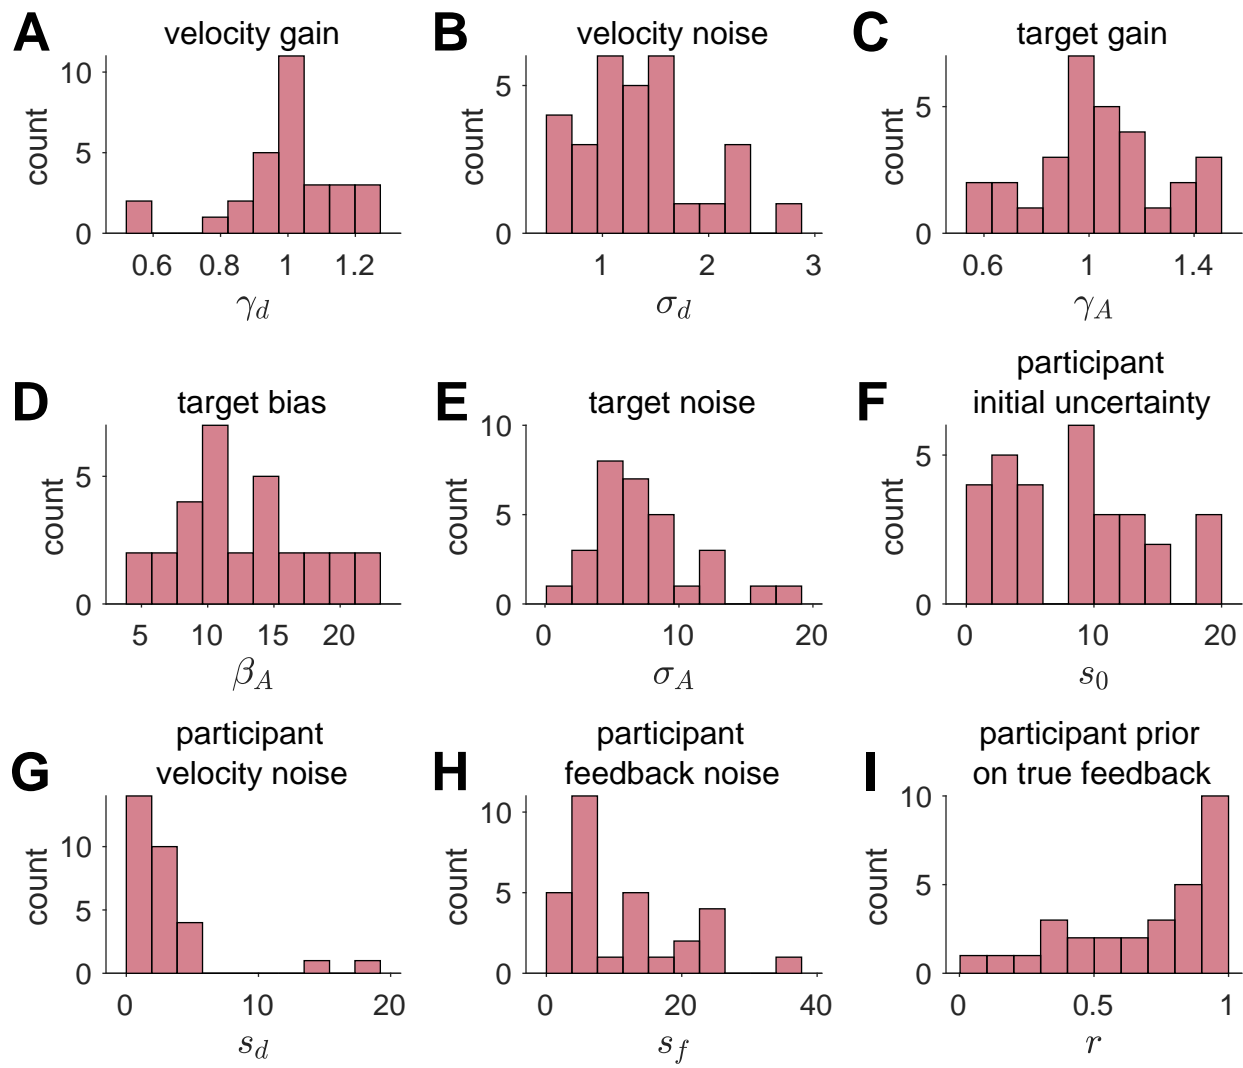 A
velocity gain
count
10
5
0
0.6 0.8 1 1.2
γd
B
velocity noise
count
5
0
1 2 3
σd
C
target gain
count
5
0
0.6 1 1.4
γA
D
target bias
count
5
0
5 10 15 20
βA
E
target noise
count
10
5
0
0 10 20
σA
F
participant
initial uncertainty
count
5
0
0 10 20
s0
G
participant
velocity noise
count
10
5
0
0 10 20
sd
H
participant
feedback noise
count
10
5
0
0 20 40
sf
I
participant prior
on true feedback
count
10
5
0
0 0.5 1
r